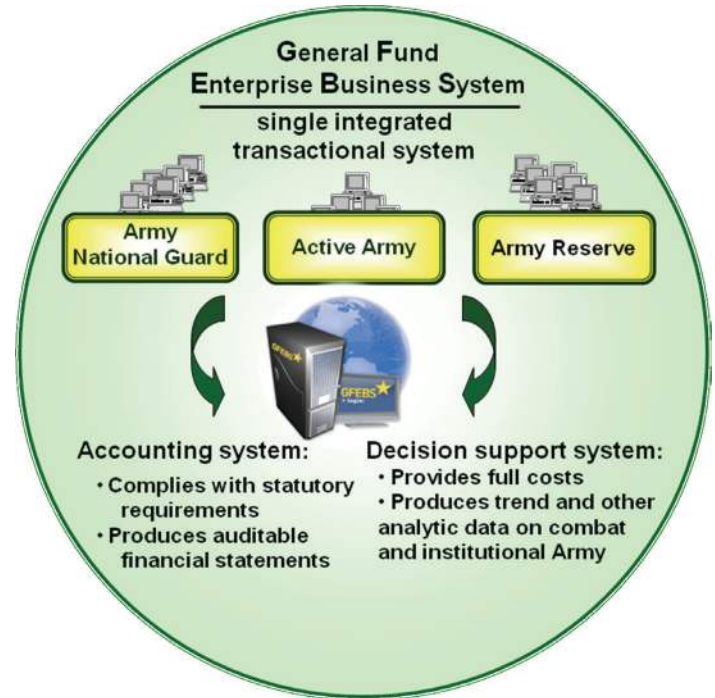 General Fund
Enterprise Business System
single integrated
transactional system
Army
National Guard
Active Army
Army Reserve
GFEBS
GFEBS
Accounting system:
• Complies with statutory
requirements
• Produces auditable
financial statements
Decision support system:
• Provides full costs
• Produces trend and other
analytic data on combat
and institutional Army